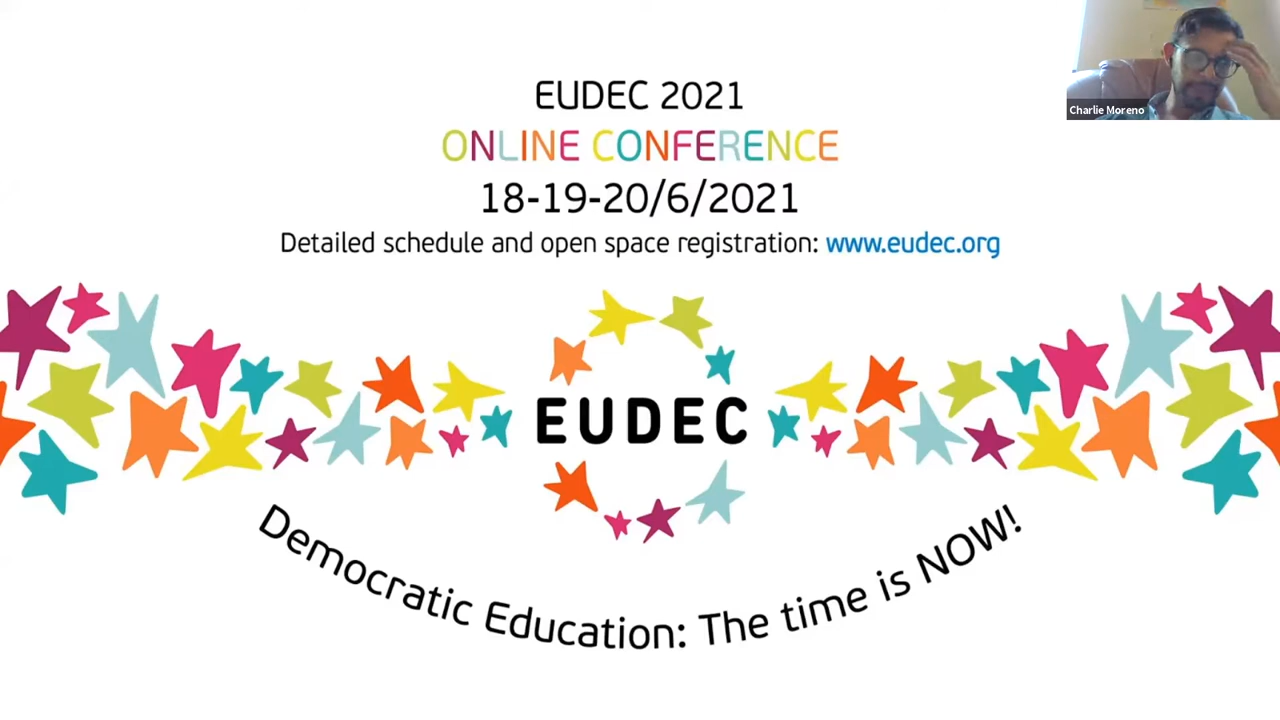 EUDEC 2021
ONLINE CONFERENCE
18-19-20/6/2021
Detailed schedule and open space registration: www.eudec.org
Charlie Moreno
EUDEC
Democratic Education: The time is NOW!